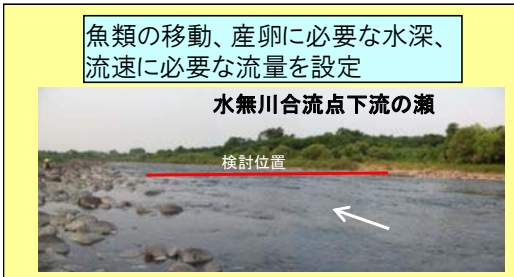 魚類の移動、産卵に必要な水深、
流速に必要な流量を設定
水無川合流点下流の瀬
検討位置